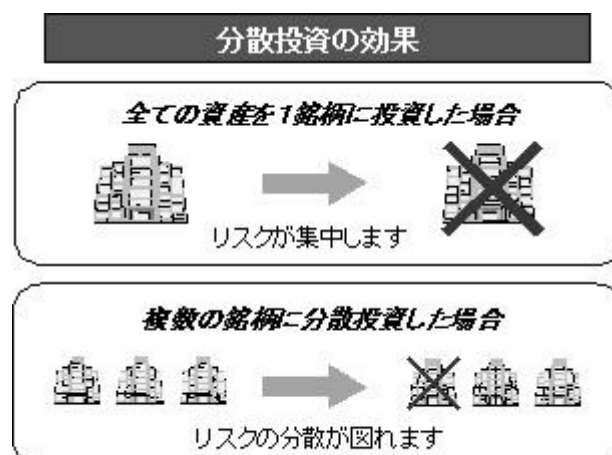 分散投資の効果
全ての資産を1銘柄に投資した場合
リスクが集中します
複数の銘柄に分散投資した場合
リスクの分散が図れます